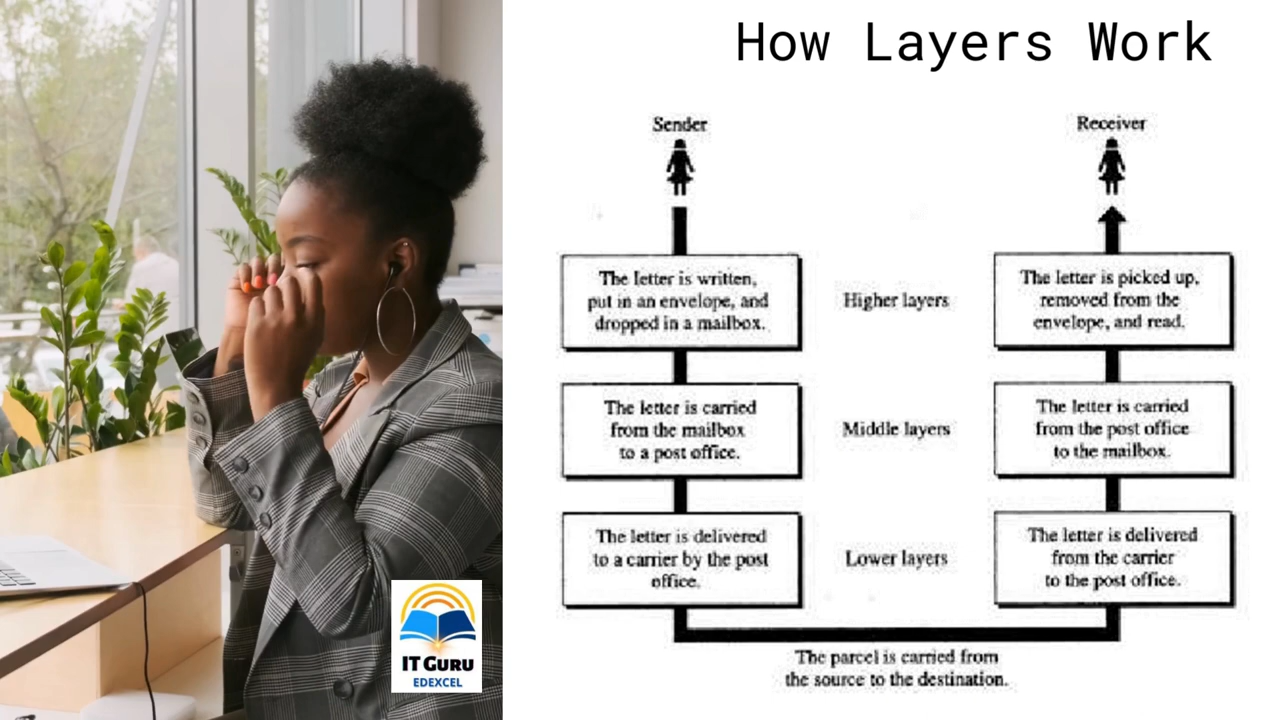 How Layers Work
Sender
Receiver
The letter is written,
put in an envelope, and
dropped in a mailbox.
Higher layers
The letter is picked up,
removed from the
envelope, and read.
The letter is carried
from the mailbox
to a post office.
Middle layers
The letter is carried
from the post office
to the mailbox.
The letter is delivered
to a carrier by the post
office.
Lower layers
The letter is delivered
from the carrier
to the post office.
The parcel is carried from
the source to the destination.
IT GURU
EDEXCEL